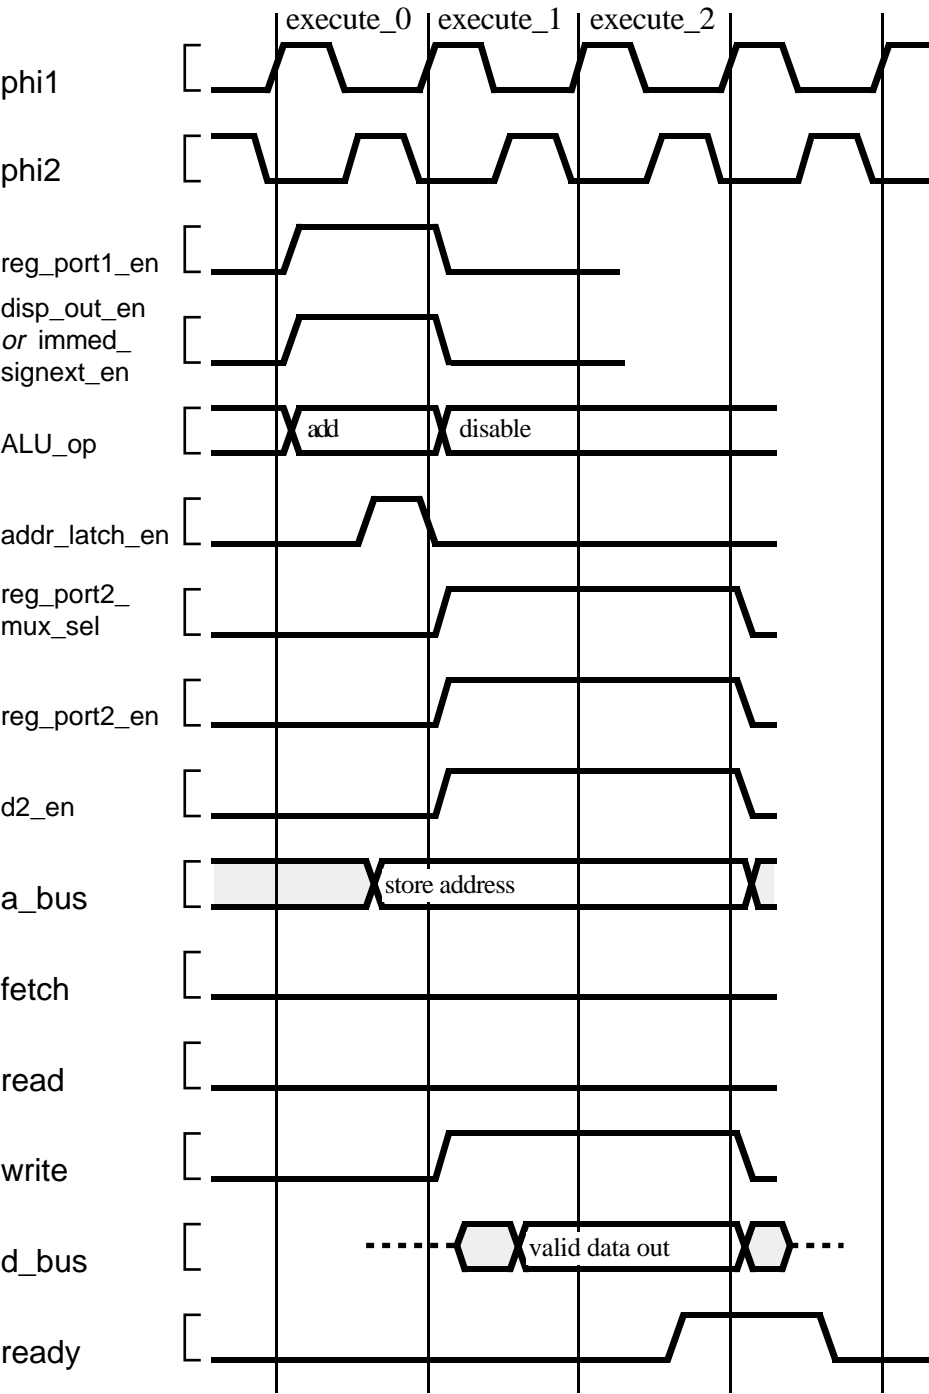 execute_0 execute_1 execute_2
phi1
phi2
reg_port1_en
disp_out_en
or immed_
signext_en
ALU_op
add
disable
addr_latch_en
reg_port2_
mux_sel
reg_port2_en
d2_en
a_bus
store address
fetch
read
write
d_bus
valid data out
ready